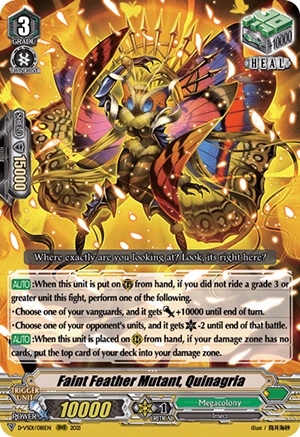 3
GRADE
+10000
HEAL
15000
Where exactly are you looking at? Look, its right here?
AUTO :When this unit is put on from hand, if you did not ride a grade 3 or
greater unit this fight, perform one of the following.
・Choose one of your vanguards, and it gets +10000 until end of turn.
・Choose one of your opponent's units, and it gets -2 until end of that battle.
AUTO :When this unit is placed on from hand, if your damage zone has no
cards, put the top card of your deck into your damage zone.
Faint Feather Mutant, Quinagria
TRIGGER
UNIT
POWER
10000
1
CRITICAL
Megacolony
Insect
2021